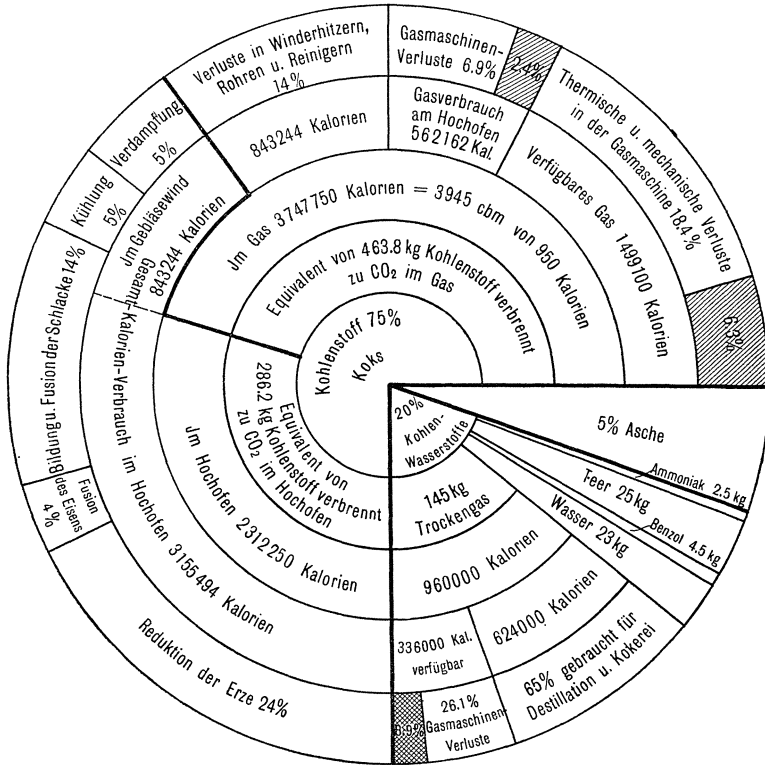 Verluste in Winderhitzern,
Rohren u. Reinigern
14%
Gasmaschinen-
Verluste 6.9%
2.4%
Thermische u. mechanische Verluste
in der Gasmaschine 18.4%
6.3%
Verdampfung
5%
Kühlung
5%
Bildung u. Fusion der Schlacke 14%
Fusion
des Eisens
4%
Reduktion der Erze 24%
843244 Kalorien
Gasverbrauch
am Hochofen
562162 Kal.
Verfügbares Gas 1499100 Kalorien
Jm Gebläsewind
843244 Kalorien
Gesamt-Kalorien-Verbrauch im Hochofen 3155494 Kalorien
Jm Gas 3747750 Kalorien = 3945 cbm von 950 Kalorien
Jm Hochofen 2312250 Kalorien
Equivalent von 463.8 kg Kohlenstoff verbrennt
zu CO₂ im Gas
Equivalent von
286.2 kg Kohlenstoff verbrennt
zu CO₂ im Hochofen
Kohlenstoff 75%
Koks
20%
Kohlen-
Wasserstoffe
5% Asche
Ammoniak 2.5 kg
Teer 25 kg
Benzol 4.5 kg
Wasser 23 kg
145 kg
Trockengas
960000 Kalorien
336000 Kal.
verfügbar
624000 Kalorien
26.1%
Gasmaschinen-
Verluste
65% gebraucht für
Destillation u. Kokerei